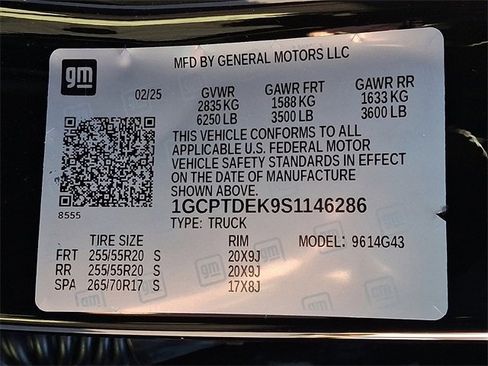 gm
MFD BY GENERAL MOTORS LLC
02/25
GVWR GAWR FRT GAWR RR
2835 KG 1588 KG 1633 KG
6250 LB 3500 LB 3600 LB
THIS VEHICLE CONFORMS TO ALL
APPLICABLE U.S. FEDERAL MOTOR
VEHICLE SAFETY STANDARDS IN EFFECT
ON THE DATE OF MANUFACTURE
SHOWN ABOVE.
8555
1GCPTDEK9S1146286
TYPE: TRUCK
TIRE SIZE RIM MODEL: 9614G43
FRT 255/55R20 S 20X9J
RR 255/55R20 S 20X9J
SPA 265/70R17 S 17X8J